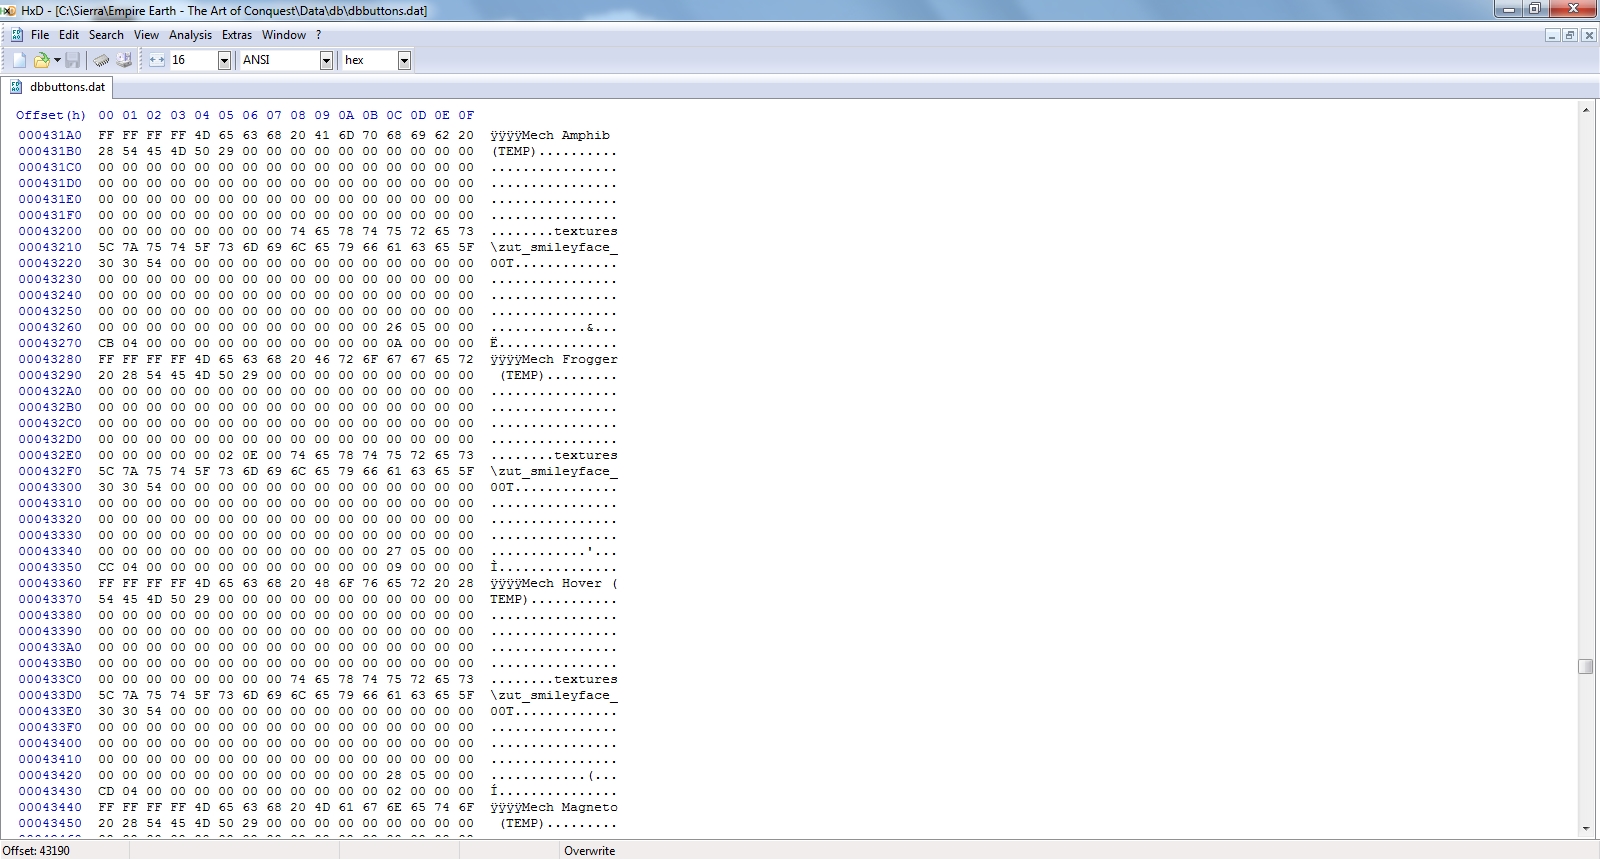 HxD - [C:\Sierra\Empire Earth - The Art of Conquest\Data\db\dbbuttons.dat]
File Edit Search View Analysis Extras Window ?
16 ANSI hex
dbbuttons.dat
Offset(h) 00 01 02 03 04 05 06 07 08 09 0A 0B 0C 0D 0E 0F
000431A0 FF FF FF FF 4D 65 63 68 20 41 6D 70 68 69 62 20 ÿÿÿÿMech Amphib
000431B0 28 54 45 4D 50 29 00 00 00 00 00 00 00 00 00 00 (TEMP)..........
000431C0 00 00 00 00 00 00 00 00 00 00 00 00 00 00 00 00 ................
000431D0 00 00 00 00 00 00 00 00 00 00 00 00 00 00 00 00 ................
000431E0 00 00 00 00 00 00 00 00 00 00 00 00 00 00 00 00 ................
000431F0 00 00 00 00 00 00 00 00 00 00 00 00 00 00 00 00 ................
00043200 00 00 00 00 00 00 00 00 74 65 78 74 75 72 65 73 ........textures
00043210 5C 7A 75 74 5F 73 6D 69 6C 65 79 66 61 63 65 5F \zut_smileyface_
00043220 30 30 54 00 00 00 00 00 00 00 00 00 00 00 00 00 00T.............
00043230 00 00 00 00 00 00 00 00 00 00 00 00 00 00 00 00 ................
00043240 00 00 00 00 00 00 00 00 00 00 00 00 00 00 00 00 ................
00043250 00 00 00 00 00 00 00 00 00 00 00 00 00 00 00 00 ................
00043260 00 00 00 00 00 00 00 00 00 00 00 00 26 05 00 00 ............&...
00043270 CB 04 00 00 00 00 00 00 00 00 00 00 0A 00 00 00 Ë...............
00043280 FF FF FF FF 4D 65 63 68 20 46 72 6F 67 67 65 72 ÿÿÿÿMech Frogger
00043290 20 28 54 45 4D 50 29 00 00 00 00 00 00 00 00 00 (TEMP).........
000432A0 00 00 00 00 00 00 00 00 00 00 00 00 00 00 00 00 ................
000432B0 00 00 00 00 00 00 00 00 00 00 00 00 00 00 00 00 ................
000432C0 00 00 00 00 00 00 00 00 00 00 00 00 00 00 00 00 ................
000432D0 00 00 00 00 00 00 00 00 00 00 00 00 00 00 00 00 ................
000432E0 00 00 00 00 00 02 0E 00 74 65 78 74 75 72 65 73 ........textures
000432F0 5C 7A 75 74 5F 73 6D 69 6C 65 79 66 61 63 65 5F \zut_smileyface_
00043300 30 30 54 00 00 00 00 00 00 00 00 00 00 00 00 00 00T.............
00043310 00 00 00 00 00 00 00 00 00 00 00 00 00 00 00 00 ................
00043320 00 00 00 00 00 00 00 00 00 00 00 00 00 00 00 00 ................
00043330 00 00 00 00 00 00 00 00 00 00 00 00 00 00 00 00 ................
00043340 00 00 00 00 00 00 00 00 00 00 00 00 27 05 00 00 ............'...
00043350 CC 04 00 00 00 00 00 00 00 00 00 00 09 00 00 00 Ì...............
00043360 FF FF FF FF 4D 65 63 68 20 48 6F 76 65 72 20 28 ÿÿÿÿMech Hover (
00043370 54 45 4D 50 29 00 00 00 00 00 00 00 00 00 00 00 TEMP)...........
00043380 00 00 00 00 00 00 00 00 00 00 00 00 00 00 00 00 ................
00043390 00 00 00 00 00 00 00 00 00 00 00 00 00 00 00 00 ................
000433A0 00 00 00 00 00 00 00 00 00 00 00 00 00 00 00 00 ................
000433B0 00 00 00 00 00 00 00 00 00 00 00 00 00 00 00 00 ................
000433C0 00 00 00 00 00 00 00 00 74 65 78 74 75 72 65 73 ........textures
000433D0 5C 7A 75 74 5F 73 6D 69 6C 65 79 66 61 63 65 5F \zut_smileyface_
000433E0 30 30 54 00 00 00 00 00 00 00 00 00 00 00 00 00 00T.............
000433F0 00 00 00 00 00 00 00 00 00 00 00 00 00 00 00 00 ................
00043400 00 00 00 00 00 00 00 00 00 00 00 00 00 00 00 00 ................
00043410 00 00 00 00 00 00 00 00 00 00 00 00 00 00 00 00 ................
00043420 00 00 00 00 00 00 00 00 00 00 00 00 28 05 00 00 ............(...
00043430 CD 04 00 00 00 00 00 00 00 00 00 00 02 00 00 00 Í...............
00043440 FF FF FF FF 4D 65 63 68 20 4D 61 67 6E 65 74 6F ÿÿÿÿMech Magneto
00043450 20 28 54 45 4D 50 29 00 00 00 00 00 00 00 00 00 (TEMP).........
Offset: 43190 Overwrite